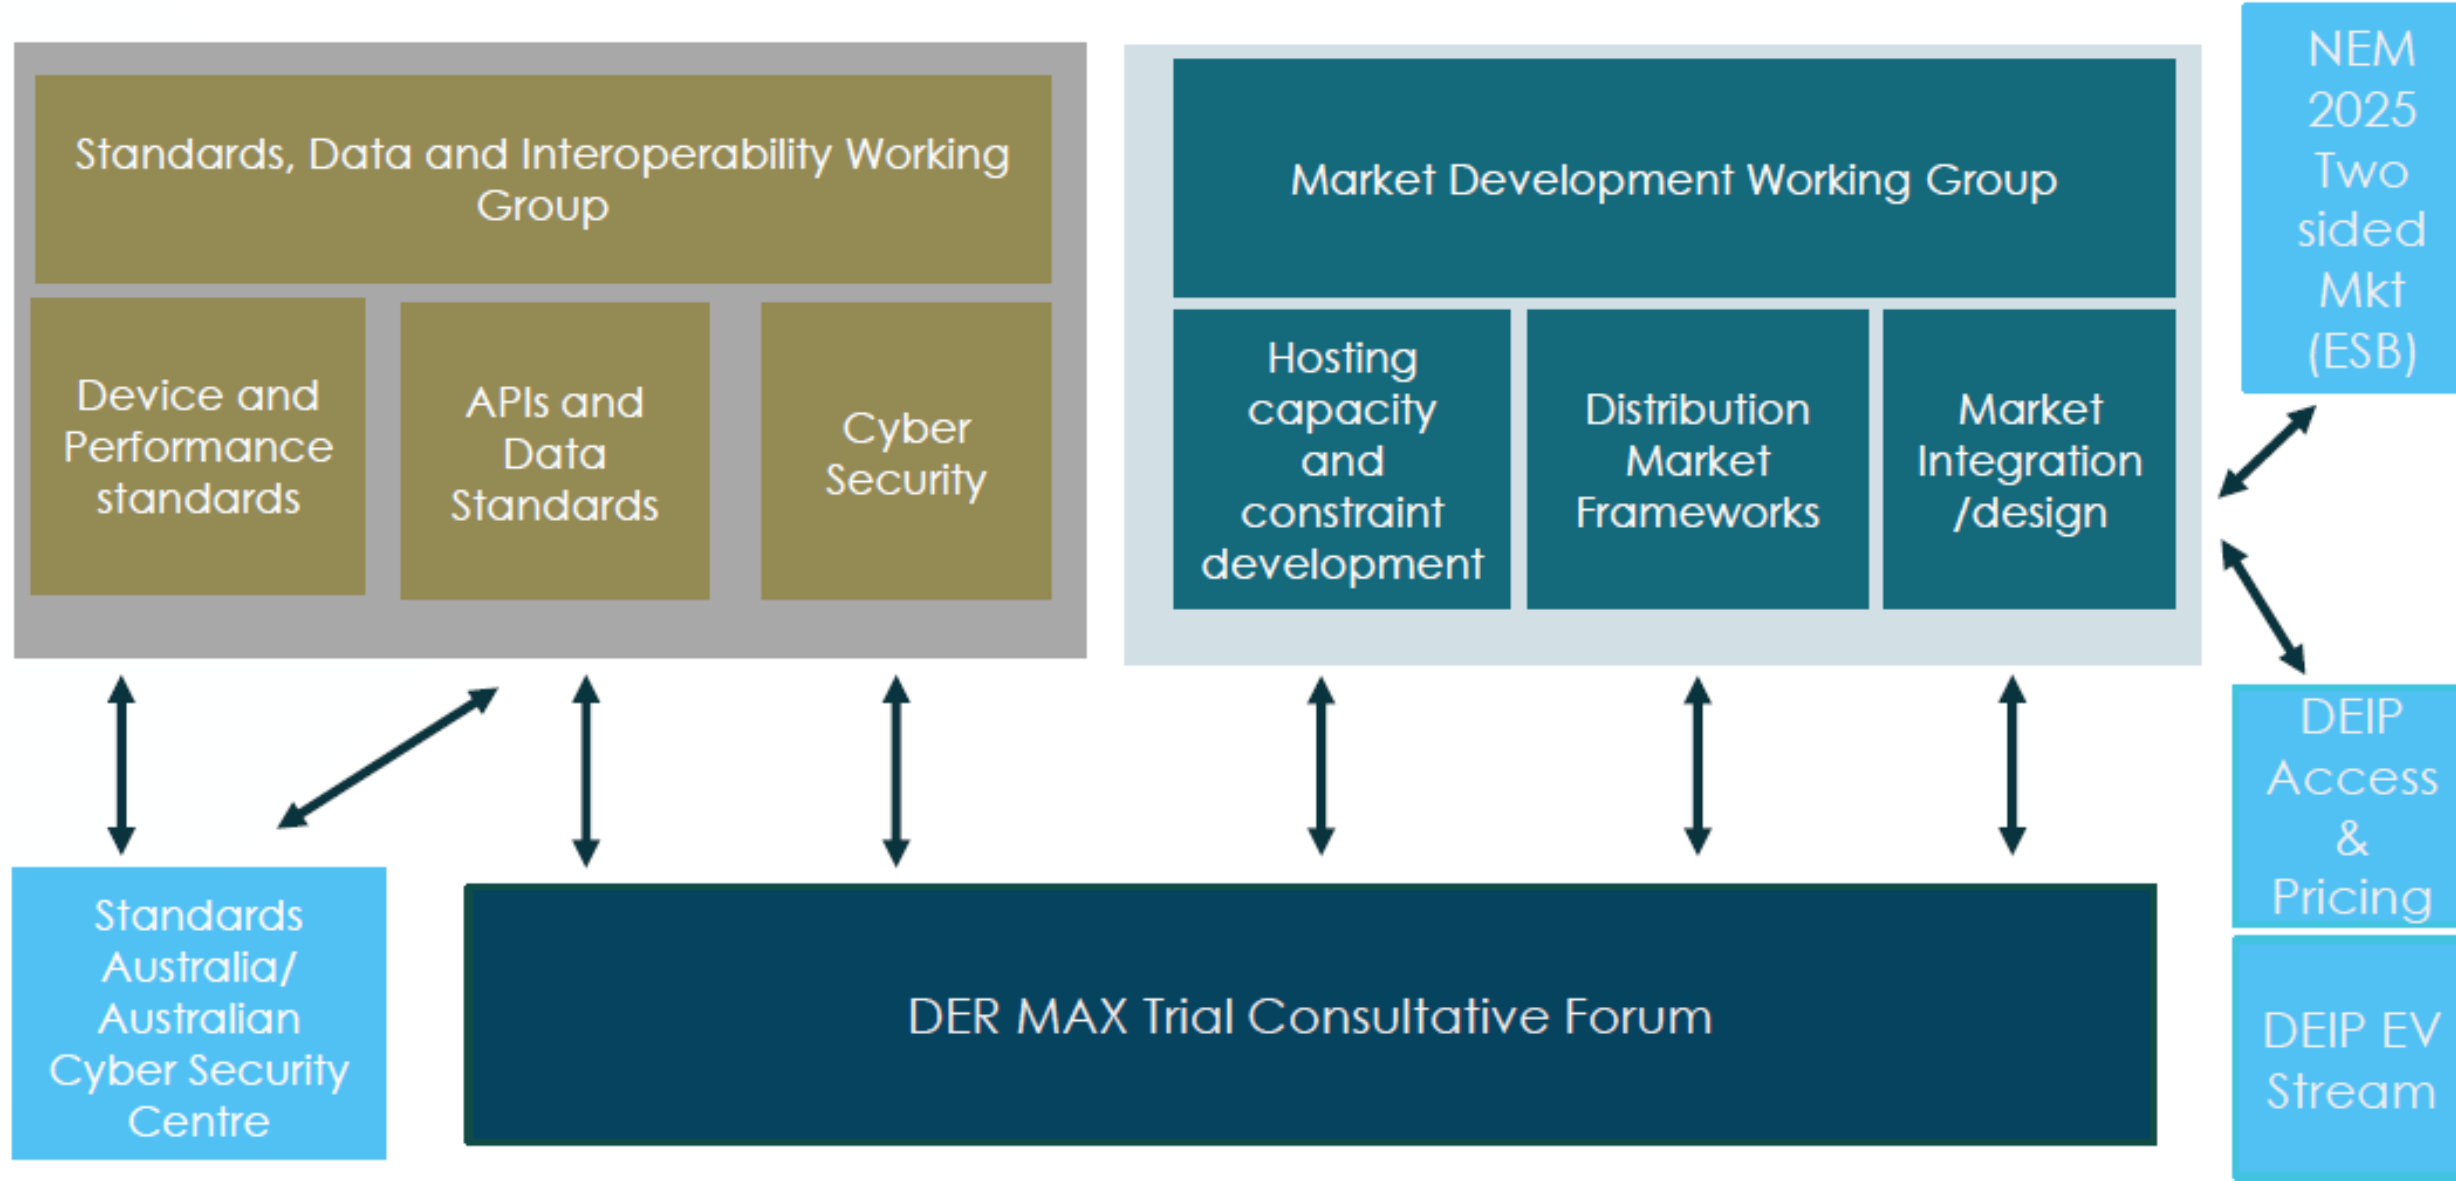 Standards, Data and Interoperability Working
Group
Device and
Performance
standards
APIs and
Data
Standards
Cyber
Security
Market Development Working Group
Hosting
capacity
and
constraint
development
Distribution
Market
Frameworks
Market
Integration
/design
NEM
2025
Two
sided
Mkt
(ESB)
DEIP
Access
&
Pricing
DEIP EV
Stream
Standards
Australia/
Australian
Cyber Security
Centre
DER MAX Trial Consultative Forum